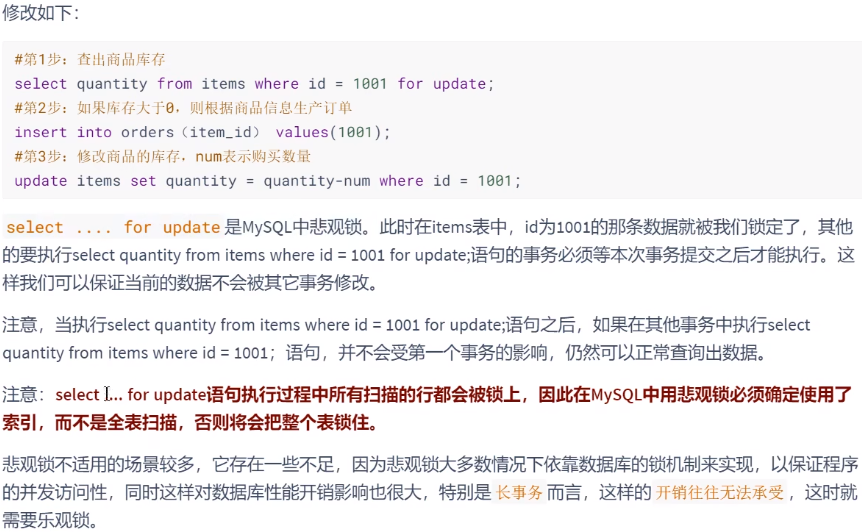 修改如下：
#第1步：查出商品库存
select quantity from items where id = 1001 for update;
#第2步：如果库存大于0，则根据商品信息生产订单
insert into orders（item_id） values(1001);
#第3步：修改商品的库存，num表示购买数量
update items set quantity = quantity-num where id = 1001;
select .... for update 是MySQL中悲观锁。此时在items表中，id为1001的那条数据就被我们锁定了，其他
的要执行select quantity from items where id = 1001 for update;语句的事务必须等本次事务提交之后才能执行。这
样我们可以保证当前的数据不会被其它事务修改。
注意，当执行select quantity from items where id = 1001 for update;语句之后，如果在其他事务中执行select
quantity from items where id = 1001；语句，并不会受第一个事务的影响，仍然可以正常查询出数据。
注意：select ... for update语句执行过程中所有扫描的行都会被锁上，因此在MySQL中用悲观锁必须确定使用了
索引，而不是全表扫描，否则将会把整个表锁住。
悲观锁不适用的场景较多，它存在一些不足，因为悲观锁大多数情况下依靠数据库的锁机制来实现，以保证程序
的并发访问性，同时这样对数据库性能开销影响也很大，特别是 长事务 而言，这样的 开销往往无法承受 ，这时就
需要乐观锁。